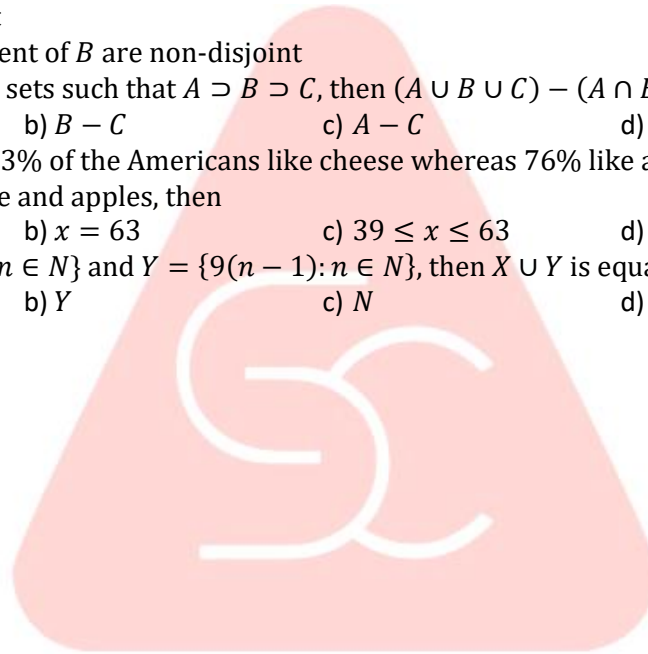 ent of B are non-disjoint
sets such that A ⊃ B ⊃ C, then (A ∪ B ∪ C) − (A ∩ B
b) B − C c) A − C d)
3% of the Americans like cheese whereas 76% like a
e and apples, then
b) x = 63 c) 39 ≤ x ≤ 63 d)
n ∈ N} and Y = {9(n − 1): n ∈ N}, then X ∪ Y is equa
b) Y c) N d)
SC